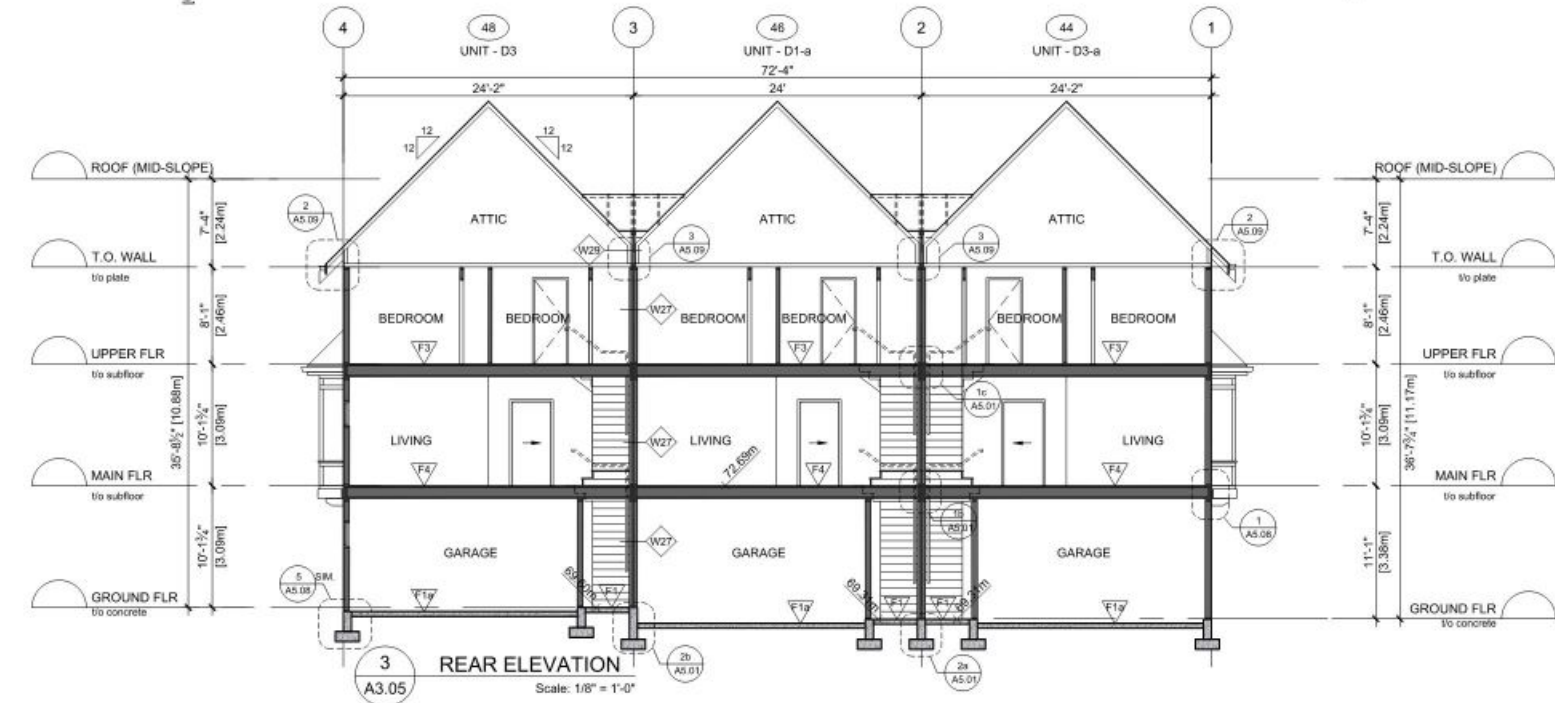 4
48
UNIT - D3
3
46
UNIT - D1-a
2
44
UNIT - D3-a
1
72'-4"
24'-2"
24'
24'-2"
12
12
12
12
ROOF (MID-SLOPE)
ROOF (MID-SLOPE)
7'-4"
[2.24m]
7'-4"
[2.24m]
2
A5.09
ATTIC
3
A5.09
ATTIC
3
A5.09
ATTIC
2
A5.09
W29
T.O. WALL
t/o plate
T.O. WALL
t/o plate
8'-1"
[2.46m]
8'-1"
[2.46m]
BEDROOM
BEDROOM
W27
BEDROOM
BEDROOM
BEDROOM
BEDROOM
F3
F3
F3
UPPER FLR
t/o subfloor
UPPER FLR
t/o subfloor
35'-8½" [10.88m]
10'-1¾"
[3.09m]
1c
A5.01
10'-1¾"
[3.09m]
36'-7¾" [11.17m]
LIVING
W27
LIVING
LIVING
72.69m
F4
F4
F4
MAIN FLR
t/o subfloor
MAIN FLR
t/o subfloor
10'-1¾"
[3.09m]
1b
A5.01
1
A5.06
11'-1"
[3.38m]
GARAGE
W27
GARAGE
GARAGE
5
A5.08
SIM.
69.60m
69.31m
69.31m
F1a
F1
F1a
F1
F1
F1a
GROUND FLR
t/o concrete
GROUND FLR
t/o concrete
3
A3.05
REAR ELEVATION
Scale: 1/8" = 1'-0"
2b
A5.01
2a
A5.01